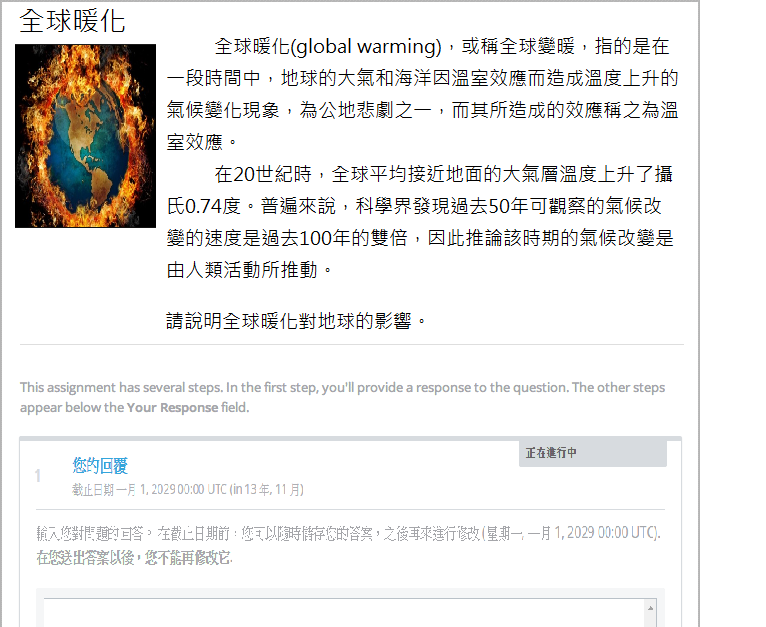 全球暖化
全球暖化(global warming)，或稱全球變暖，指的是在
一段時間中，地球的大氣和海洋因溫室效應而造成溫度上升的
氣候變化現象，為公地悲劇之一，而其所造成的效應稱之為溫
室效應。
在20世紀時，全球平均接近地面的大氣層溫度上升了攝
氏0.74度。普遍來說，科學界發現過去50年可觀察的氣候改
變的速度是過去100年的雙倍，因此推論該時期的氣候改變是
由人類活動所推動。
請說明全球暖化對地球的影響。
This assignment has several steps. In the first step, you'll provide a response to the question. The other steps
appear below the Your Response field.
正在進行中
1
您的回覆
截止日期 一月 1, 2029 00:00 UTC (in 13 年, 11 月)
輸入您對問題的回答。在截止日期前，您可以隨時儲存您的答案，之後再來進行修改 (星期一, 一月 1, 2029 00:00 UTC).
在您送出答案以後，您不能再修改它.